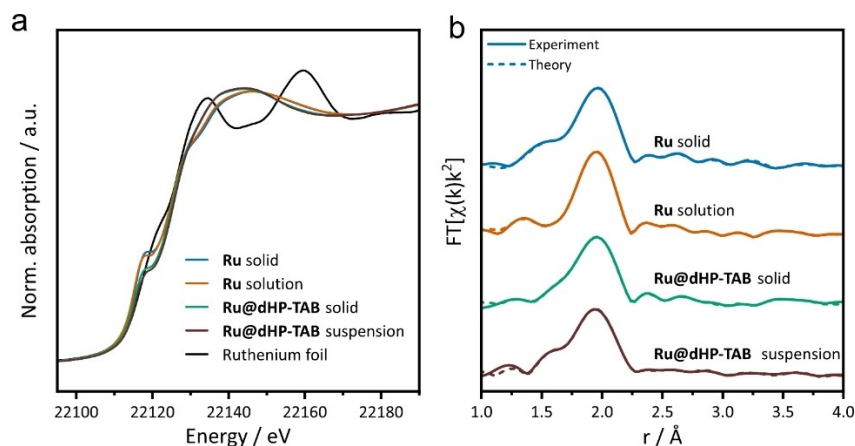 a
Norm. absorption / a.u.
Ru solid
Ru solution
Ru@dHP-TAB solid
Ru@dHP-TAB suspension
Ruthenium foil
22100 22120 22140 22160 22180
Energy / eV
b
FT[χ(k)k²]
Experiment
Theory
Ru solid
Ru solution
Ru@dHP-TAB solid
Ru@dHP-TAB suspension
1.0 1.5 2.0 2.5 3.0 3.5 4.0
r / Å